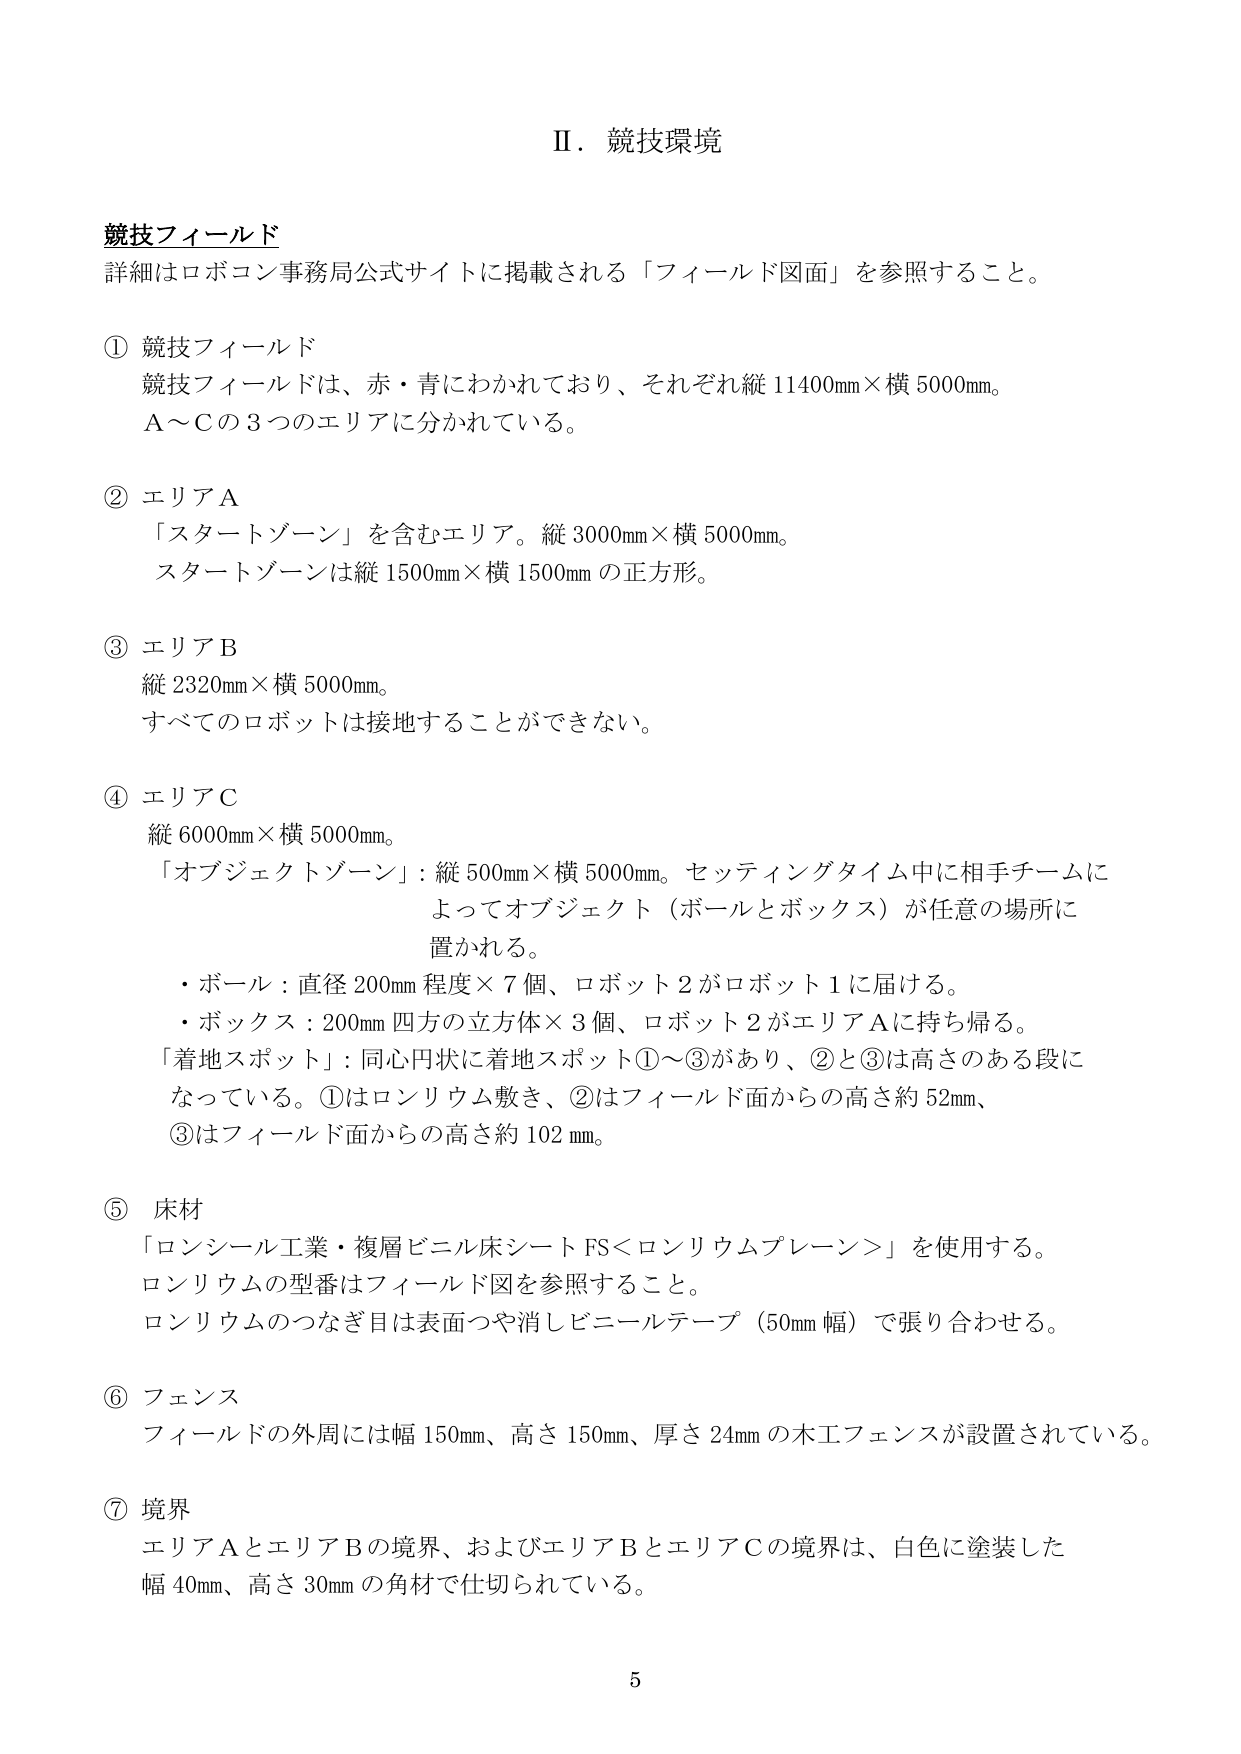 Ⅱ．競技環境
競技フィールド
詳細はロボコン事務局公式サイトに掲載される「フィールド図面」を参照すること。
① 競技フィールド
競技フィールドは、赤・青にわかれており、それぞれ縦 11400㎜×横 5000㎜。
Ａ～Ｃの３つのエリアに分かれている。
② エリアＡ
「スタートゾーン」を含むエリア。縦 3000㎜×横 5000㎜。
スタートゾーンは縦 1500㎜×横 1500㎜ の正方形。
③ エリアＢ
縦 2320㎜×横 5000㎜。
すべてのロボットは接地することができない。
④ エリアＣ
縦 6000㎜×横 5000㎜。
「オブジェクトゾーン」: 縦 500㎜×横 5000㎜。セッティングタイム中に相手チームに
よってオブジェクト（ボールとボックス）が任意の場所に
置かれる。
・ボール : 直径 200㎜ 程度×７個、ロボット２がロボット１に届ける。
・ボックス : 200㎜ 四方の立方体×３個、ロボット２がエリアＡに持ち帰る。
「着地スポット」: 同心円状に着地スポット①～③があり、②と③は高さのある段に
なっている。①はロンリウム敷き、②はフィールド面からの高さ約 52㎜、
③はフィールド面からの高さ約 102 ㎜。
⑤ 床材
「ロンシール工業・複層ビニル床シート FS＜ロンリウムプレーン＞」を使用する。
ロンリウムの型番はフィールド図を参照すること。
ロンリウムのつなぎ目は表面つや消しビニールテープ（50㎜ 幅）で張り合わせる。
⑥ フェンス
フィールドの外周には幅 150㎜、高さ 150㎜、厚さ 24㎜ の木工フェンスが設置されている。
⑦ 境界
エリアＡとエリアＢの境界、およびエリアＢとエリアＣの境界は、白色に塗装した
幅 40㎜、高さ 30㎜ の角材で仕切られている。
5